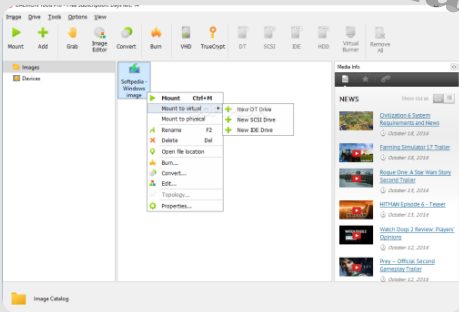 Image Drive Tools Options View
Mount Add Grab Image Editor Convert Burn VHD TrueCrypt DT SCSI IDE HDD Virtual Burner Remove All
Images
Devices
Softpedia -
Windows
image
Mount Ctrl+M
Mount to virtual
Mount to physical
Rename F2
Delete Del
Open file location
Burn...
Convert...
Edit...
Topology...
Properties...
New DT Drive
New SCSI Drive
New IDE Drive
Media Info
NEWS
Show list as
Civilization 6 System
Requirements and News
October 18, 2016
Farming Simulator 17 Trailer
October 18, 2016
Rogue One: A Star Wars Story
Second Trailer
October 13, 2016
HITMAN Episode 6 - Teaser
October 13, 2016
Watch Dogs 2 Review: Players'
Opinions
October 12, 2016
Prey – Official Second
Gameplay Trailer
October 12, 2016
Image Catalog